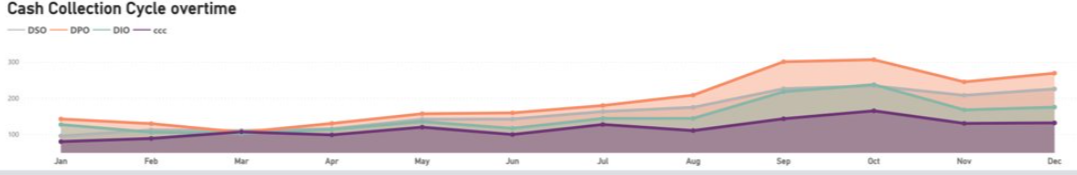 Cash Collection Cycle overtime
DSO DPO DIO ccc
300
200
100
Jan Feb Mar Apr May Jun Jul Aug Sep Oct Nov Dec